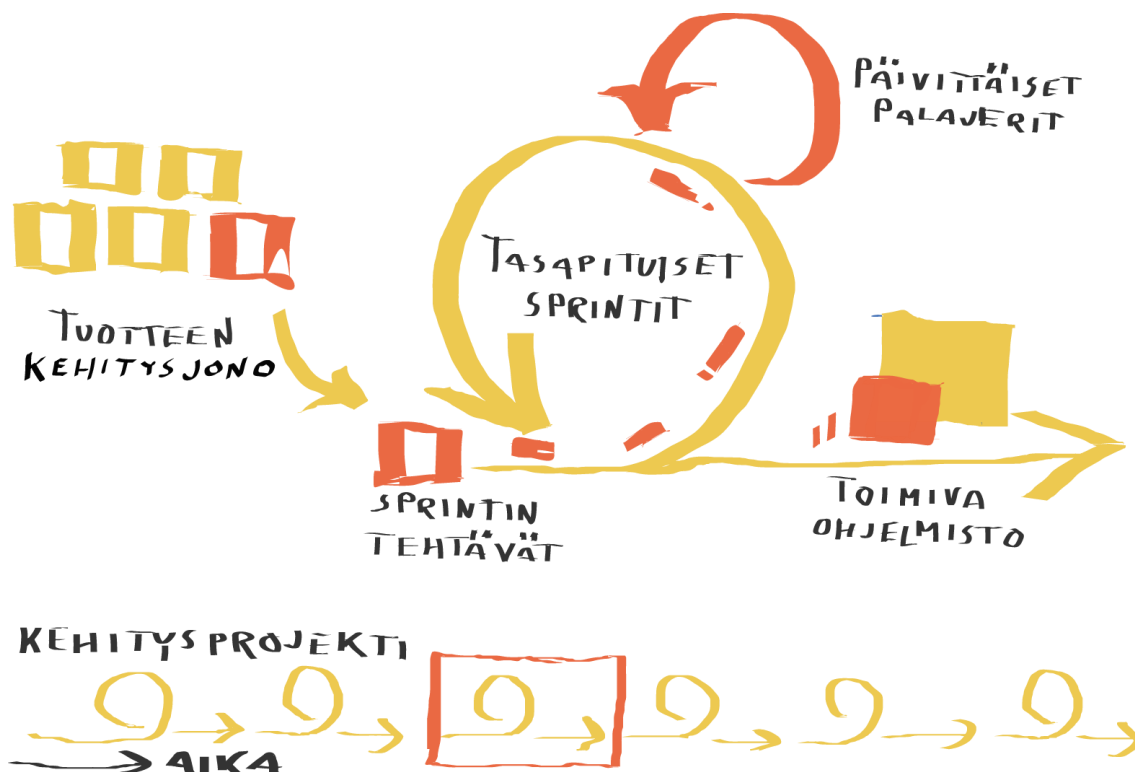 PÄIVITTÄISET
PALAVERIT
TASAPITUISET
SPRINTIT
TUOTTEEN
KEHITYSJONO
SPRINTIN
TEHTÄVÄT
TOIMIVA
OHJELMISTO
KEHITYSPROJEKTI
AIKA